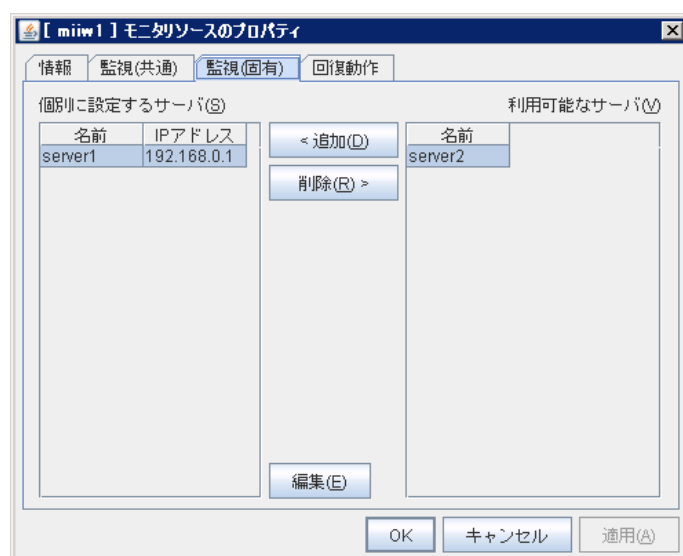 [ miiw1 ] モニタリソースのプロパティ
情報 監視(共通) 監視(固有) 回復動作
個別に設定するサーバ(S) 利用可能なサーバ(V)
名前 IPアドレス < 追加(D) 名前
server1 192.168.0.1 server2
削除(R) >
編集(E)
OK キャンセル 適用(A)